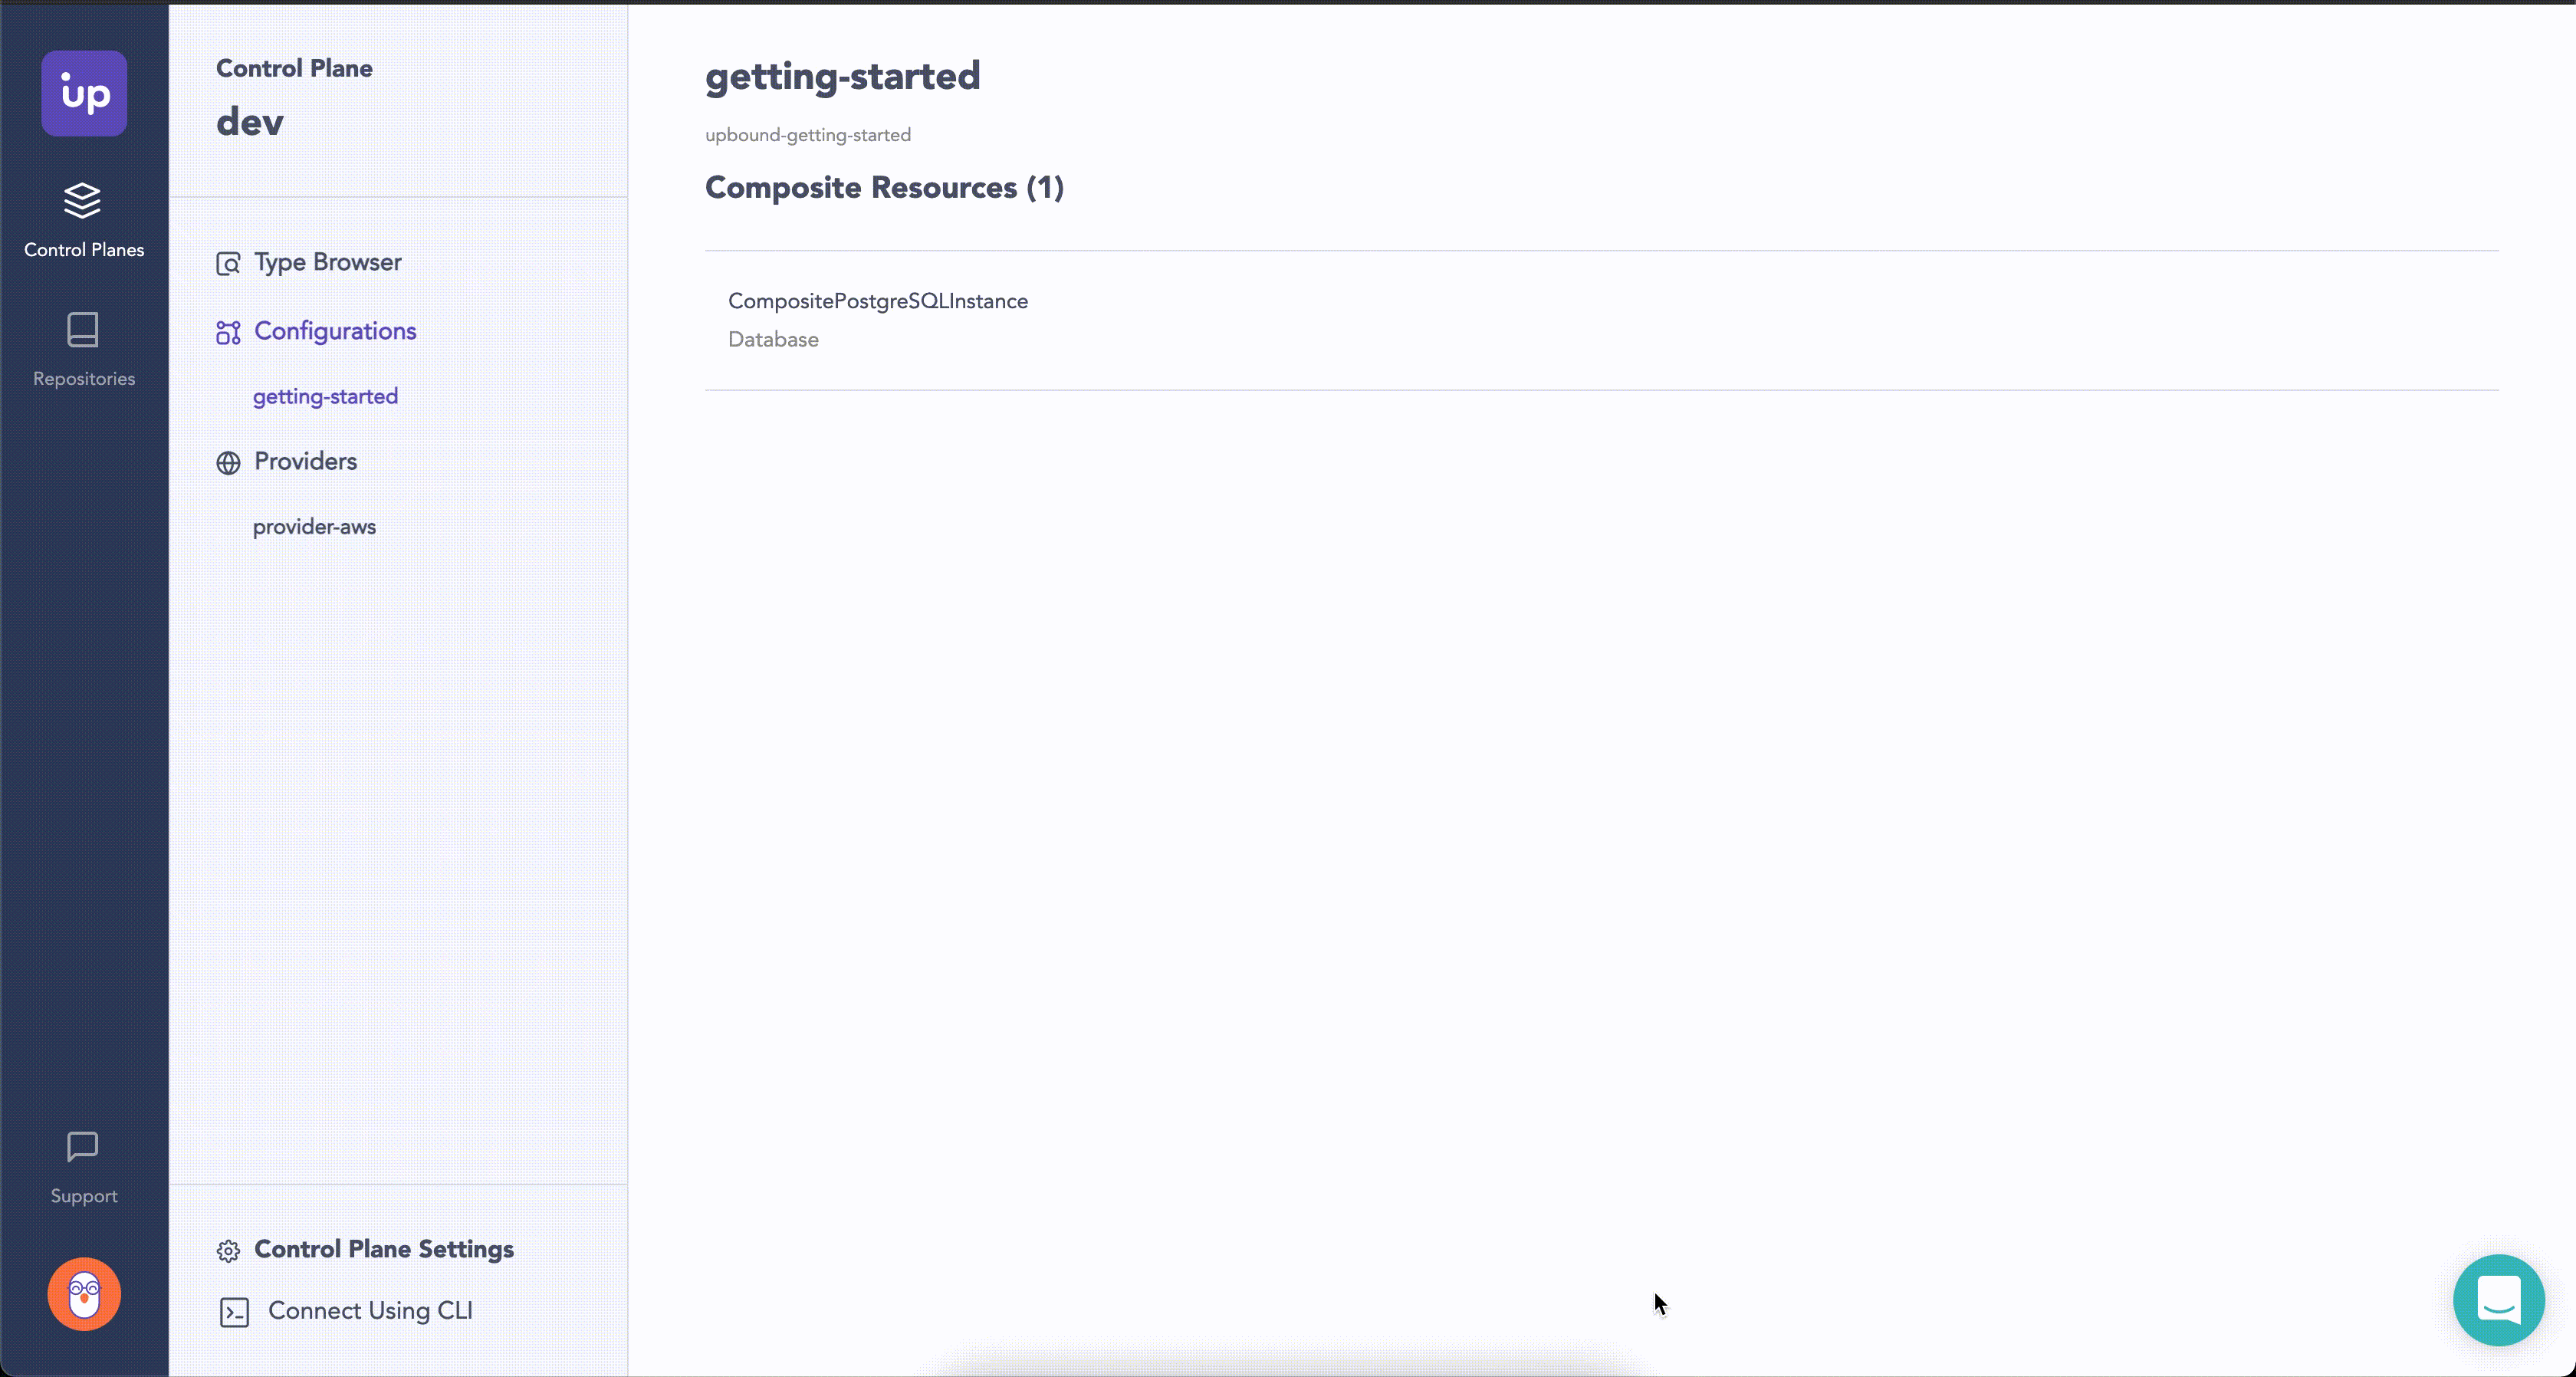 up
Control Planes
Repositories
Support
Control Plane
dev
Type Browser
Configurations
getting-started
Providers
provider-aws
Control Plane Settings
Connect Using CLI
getting-started
upbound-getting-started
Composite Resources (1)
CompositePostgreSQLInstance
Database